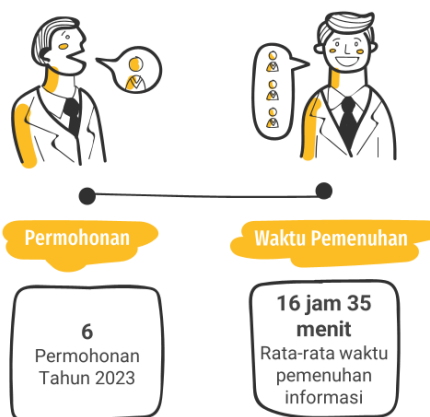 Permohonan
Waktu Pemenuhan
6
Permohonan
Tahun 2023
16 jam 35
menit
Rata-rata waktu
pemenuhan
informasi